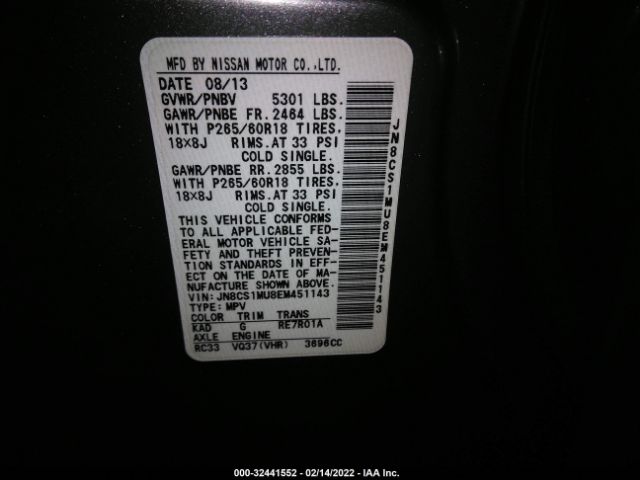 MFD BY NISSAN MOTOR CO.,LTD.
DATE 08/13
GVWR/PNBV 5301 LBS.
GAWR/PNBE FR. 2464 LBS.
WITH P265/60R18 TIRES,
18X8J RIMS.AT 33 PSI
COLD SINGLE.
GAWR/PNBE RR. 2855 LBS.
WITH P265/60R18 TIRES,
18X8J RIMS.AT 33 PSI
COLD SINGLE.
THIS VEHICLE CONFORMS
TO ALL APPLICABLE FED-
ERAL MOTOR VEHICLE SA-
FETY AND THEFT PREVEN-
TION STANDARDS IN EFF-
ECT ON THE DATE OF MA-
NUFACTURE SHOWN ABOVE.
VIN: JN8CS1MU8EM451143
TYPE: MPV
COLOR TRIM TRANS
KAD G RE7R01A
AXLE ENGINE
RC33 VQ37(VHR) 3696CC
JN8CS1MU8EM451143
000-32441552 - 02/14/2022 - IAA Inc.